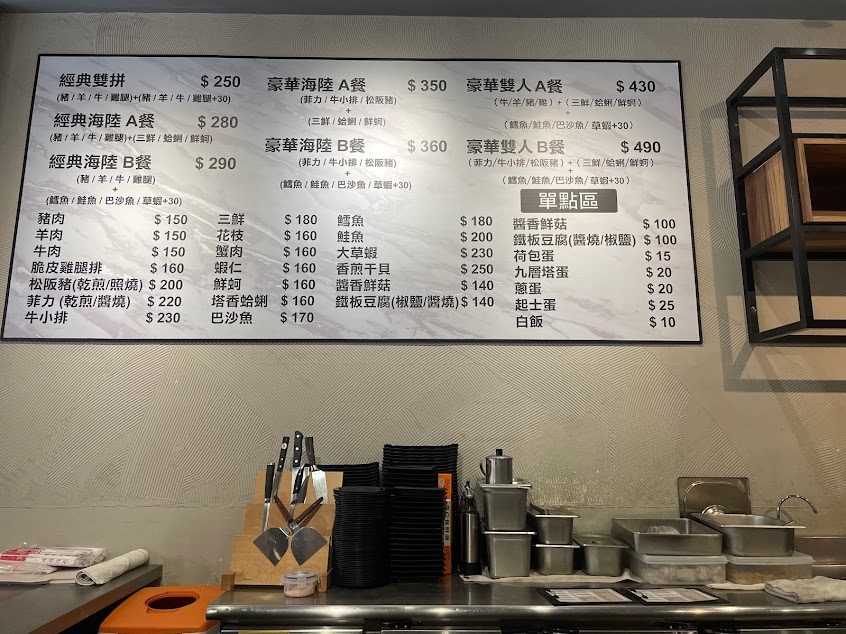 經典雙拼 $ 250
(豬/羊/牛/雞腿)+(豬/羊/牛/雞腿+30)
經典海陸 A餐 $ 280
(豬/羊/牛/雞腿)+(三鮮/蛤蜊/鮮蚵)
經典海陸 B餐 $ 290
(豬/羊/牛/雞腿)
+
(鱈魚/鮭魚/巴沙魚/草蝦+30)
豪華海陸 A餐 $ 350
(菲力/牛小排/松阪豬)
+
(三鮮/蛤蜊/鮮蚵)
豪華海陸 B餐 $ 360
(菲力/牛小排/松阪豬)
+
(鱈魚/鮭魚/巴沙魚/草蝦+30)
豪華雙人A餐 $ 430
(牛/羊/豬/雞)+(三鮮/蛤蜊/鮮蚵)
+
(鱈魚/鮭魚/巴沙魚/草蝦+30)
豪華雙人B餐 $ 490
(菲力/牛小排/松阪豬)+(三鮮/蛤蜊/鮮蚵)
+
(鱈魚/鮭魚/巴沙魚/草蝦+30)
豬肉 $ 150
羊肉 $ 150
牛肉 $ 150
脆皮雞腿排 $ 160
松阪豬(乾煎/照燒) $ 200
菲力(乾煎/醬燒) $ 220
牛小排 $ 230
三鮮 $ 180
花枝 $ 160
蟹肉 $ 160
蝦仁 $ 160
鮮蚵 $ 160
塔香蛤蜊 $ 160
巴沙魚 $ 170
鱈魚 $ 180
鮭魚 $ 200
大草蝦 $ 230
香煎干貝 $ 250
醬香鮮菇 $ 140
鐵板豆腐(椒鹽/醬燒) $ 140
單點區
醬香鮮菇 $ 100
鐵板豆腐(醬燒/椒鹽) $ 100
荷包蛋 $ 15
九層塔蛋 $ 20
蔥蛋 $ 20
起士蛋 $ 25
白飯 $ 10